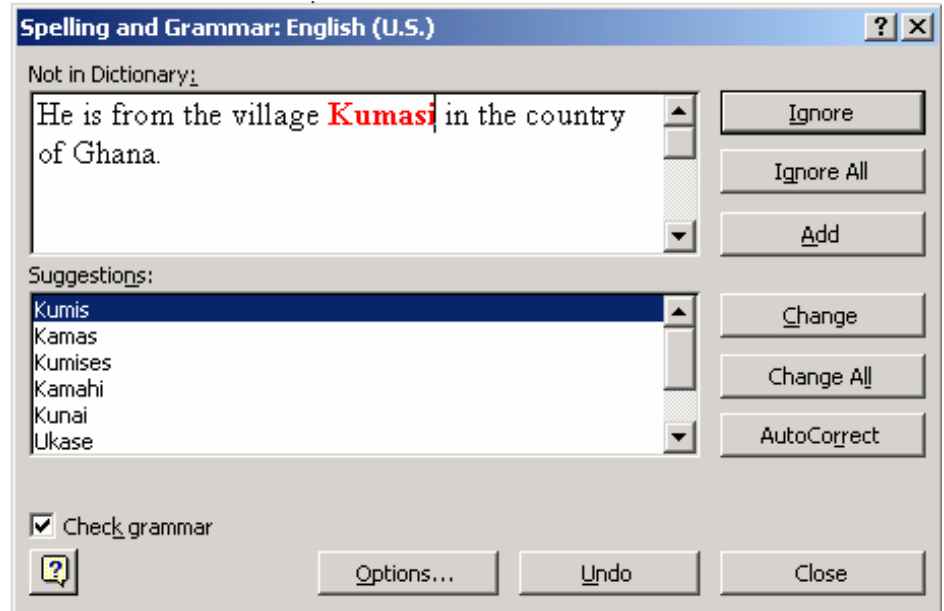 Spelling and Grammar: English (U.S.)
? X
Not in Dictionary:
He is from the village Kumasi in the country
of Ghana.
Ignore
Ignore All
Add
Suggestions:
Kumis
Kamas
Kumises
Kamahi
Kunai
Ukase
Change
Change All
AutoCorrect
Check grammar
?
Options...
Undo
Close